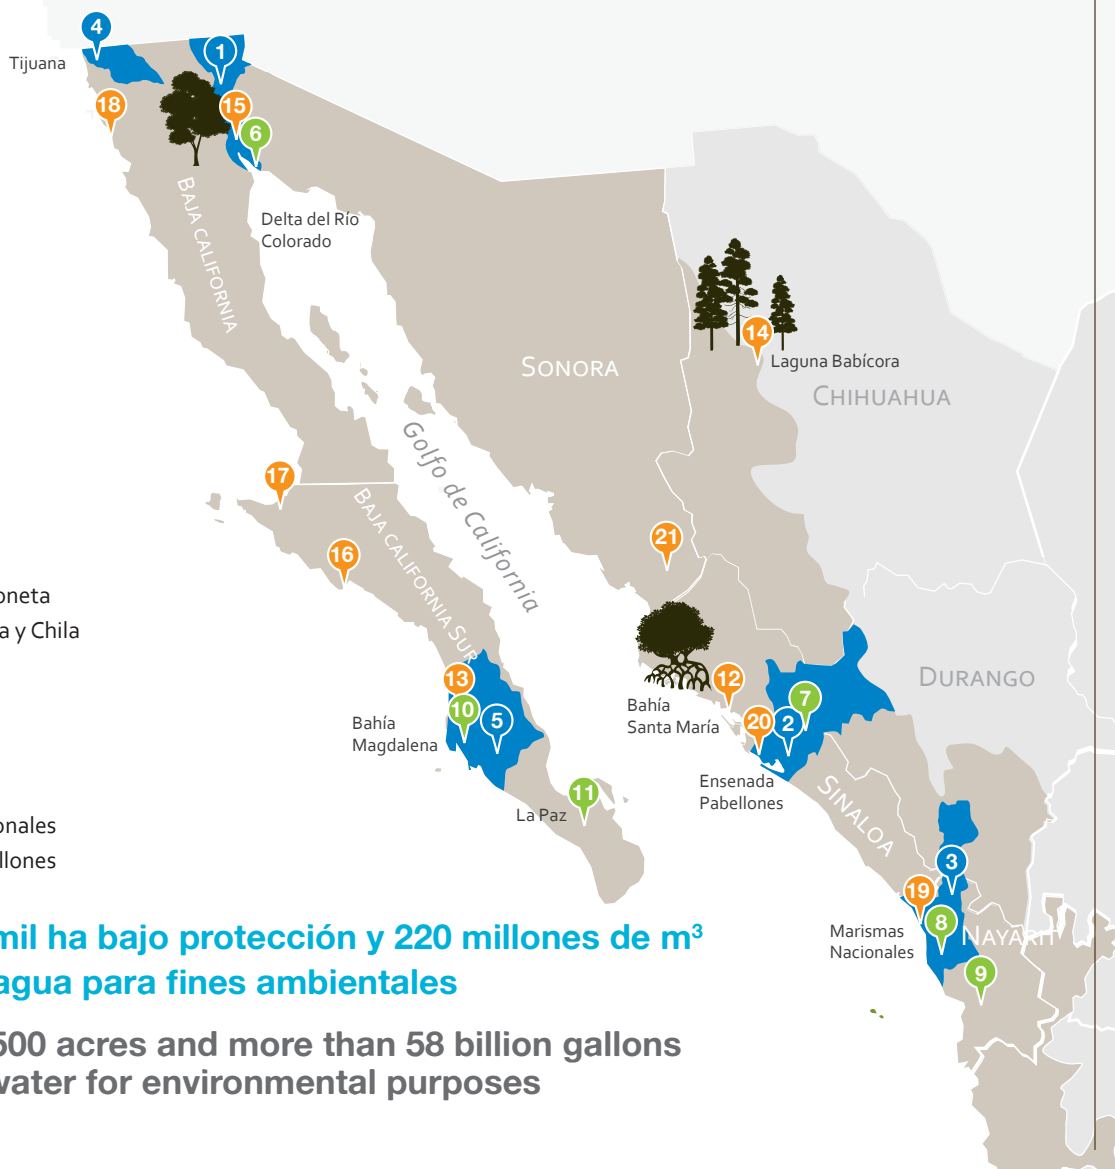 4
Tijuana
1
18
15
6
BAJA CALIFORNIA
Delta del Río
Colorado
14
Laguna Babícora
SONORA
CHIHUAHUA
Golfo de California
17
BAJA CALIFORNIA SUR
16
21
oneta
a y Chila
DURANGO
13
10
5
Bahía
Magdalena
12
Bahía
Santa María
7
20
2
Ensenada
Pabellones
SINALOA
11
La Paz
onales
llones
3
19
8
Marismas
Nacionales
NAYARIT
9
mil ha bajo protección y 220 millones de m³
agua para fines ambientales
500 acres and more than 58 billion gallons
water for environmental purposes